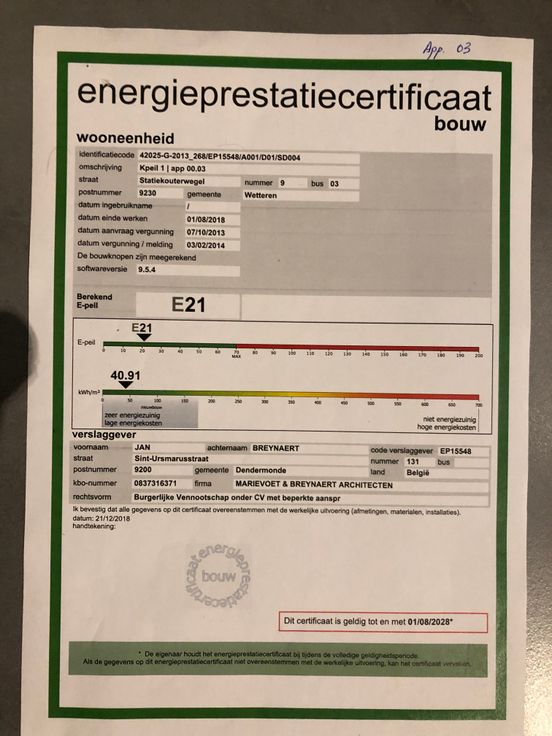 App. 03
energieprestatiecertificaat
bouw
wooneenheid
identificatiecode 42025-G-2013_268/EP15548/A001/D01/SD004
omschrijving Kpeil 1 | app 00.03
straat Statiekouterwegel nummer 9 bus 03
postnummer 9230 gemeente Wetteren
datum ingebruikname /
datum einde werken 01/08/2018
datum aanvraag vergunning 07/10/2013
datum vergunning / melding 03/02/2014
De bouwknopen zijn meegerekend
softwareversie 9.5.4
Berekend
E-peil
E21
E21
E-peil
0 10 20 30 40 50 60 70 80 90 100 110 120 130 140 150 160 170 180 190 200
MAX
40.91
kWh/m²
0 50 100 150 200 250 300 350 400 450 500 550 600 650 700
nieuwbouw
zeer energiezuinig niet energiezuinig
lage energiekosten hoge energiekosten
verslaggever
voornaam JAN achternaam BREYNAERT code verslaggever EP15548
straat Sint-Ursmarusstraat nummer 131 bus
postnummer 9200 gemeente Dendermonde land België
kbo-nummer 0837316371 firma MARIEVOET & BREYNAERT ARCHITECTEN
rechtsvorm Burgerlijke Vennootschap onder CV met beperkte aanspr
Ik bevestig dat alle gegevens op dit certificaat overeenstemmen met de werkelijke uitvoering (afmetingen, materialen, installaties).
datum: 21/12/2018
handtekening:
energieprestatiecertificaat
bouw
Dit certificaat is geldig tot en met 01/08/2028*
* De eigenaar houdt het energieprestatiecertificaat bij tijdens de volledige geldigheidsperiode.
Als de gegevens op dit energieprestatiecertificaat niet overeenstemmen met de werkelijke uitvoering, kan het certificaat vervallen.